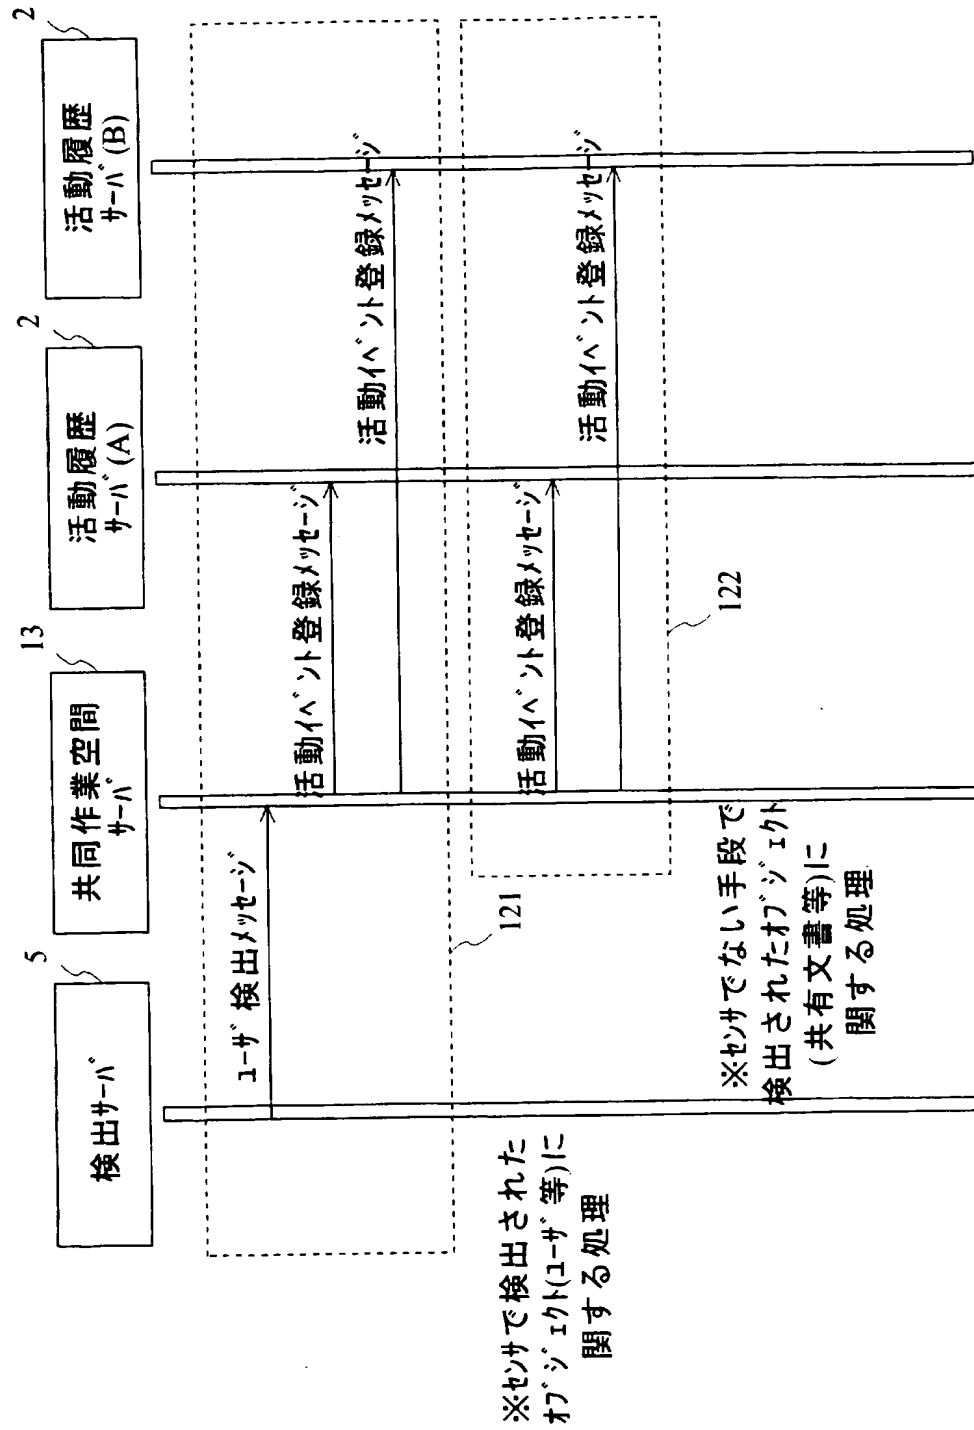 検出ｻｰﾊﾞ
5
共同作業空間
ｻｰﾊﾞ
13
活動履歴
ｻｰﾊﾞ(A)
2
活動履歴
ｻｰﾊﾞ(B)
2
ﾕｰｻﾞ検出ﾒｯｾｰｼﾞ
活動ｲﾍﾞﾝﾄ登録ﾒｯｾｰｼﾞ
活動ｲﾍﾞﾝﾄ登録ﾒｯｾｰｼﾞ
121
※ｾﾝｻで検出された
ｵﾌﾞｼﾞｪｸﾄ(ﾕｰｻﾞ等)に
関する処理
活動ｲﾍﾞﾝﾄ登録ﾒｯｾｰｼﾞ
活動ｲﾍﾞﾝﾄ登録ﾒｯｾｰｼﾞ
122
※ｾﾝｻでない手段で
検出されたｵﾌﾞｼﾞｪｸﾄ
(共有文書等)に
関する処理